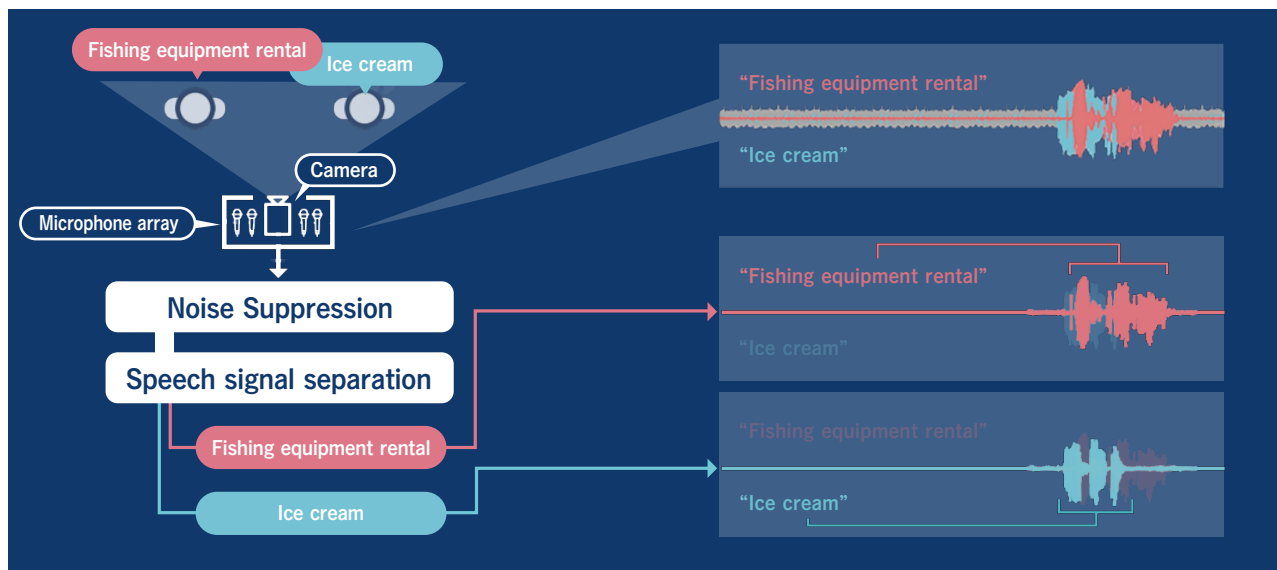 Fishing equipment rental
Ice cream
Camera
Microphone array
Noise Suppression
Speech signal separation
Fishing equipment rental
Ice cream
“Fishing equipment rental”
“Ice cream”
“Fishing equipment rental”
“Ice cream”
“Fishing equipment rental”
“Ice cream”